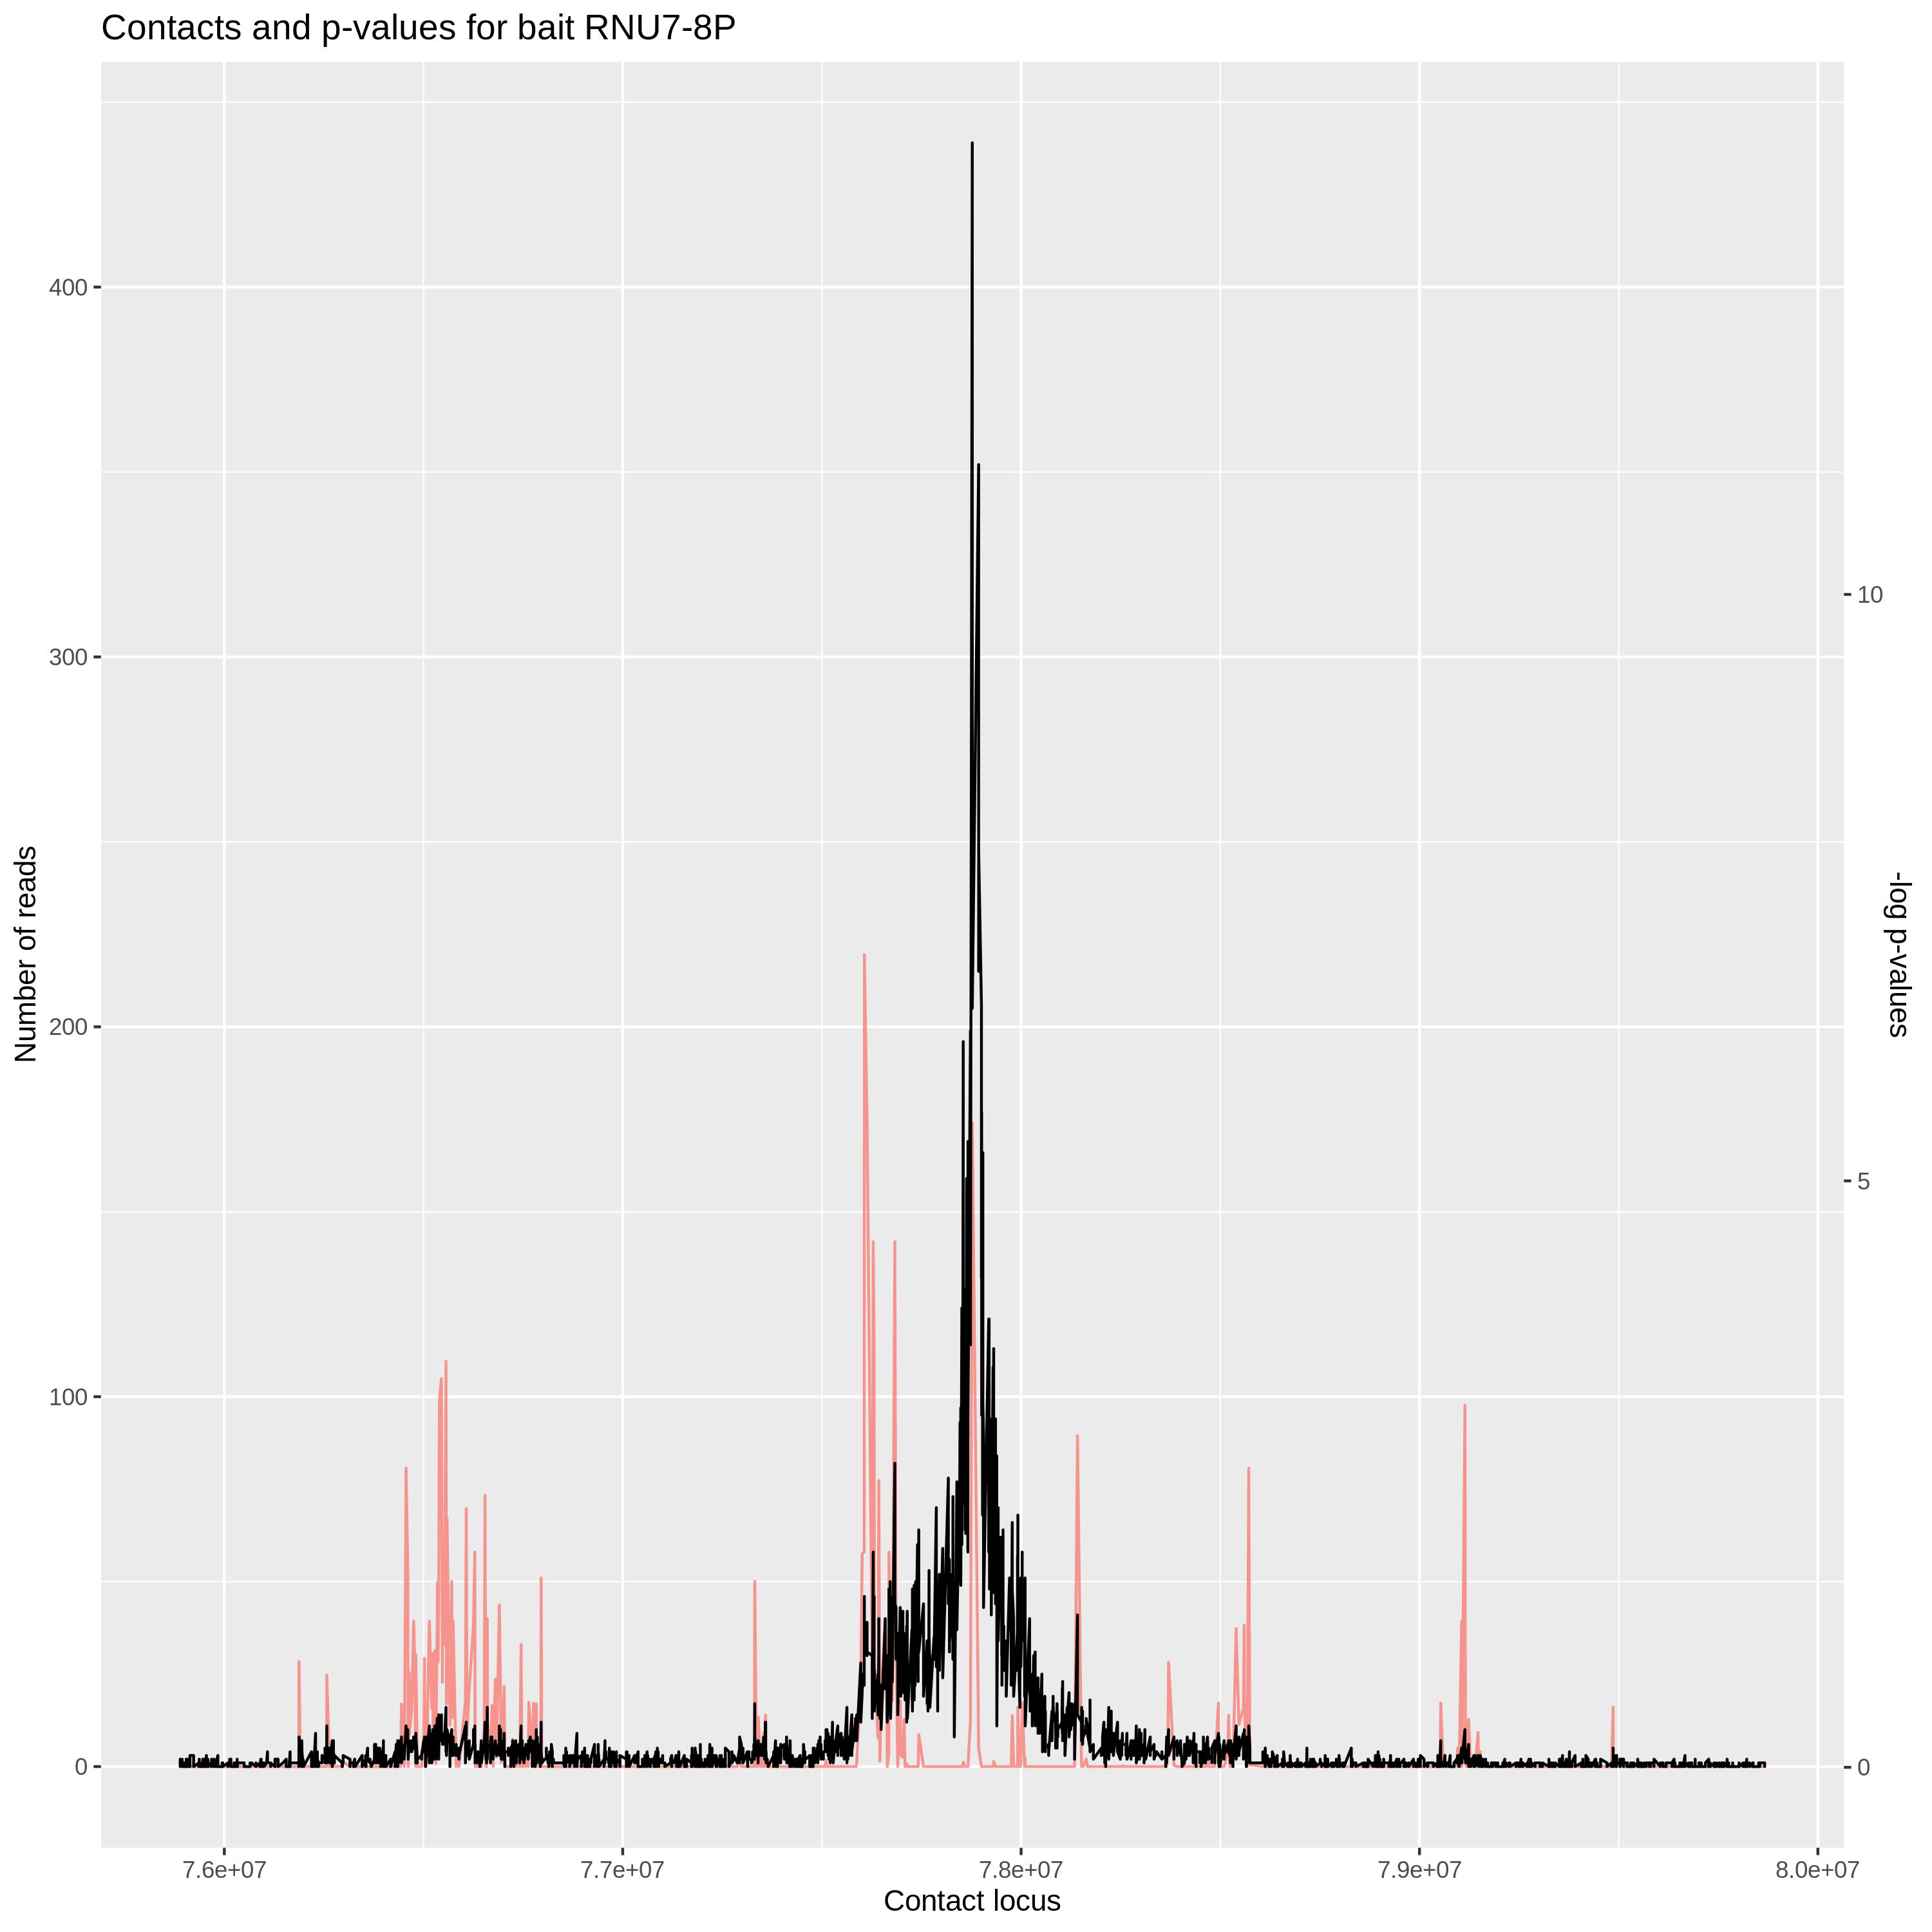 Contacts and p-values for bait RNU7-8P
400
300
200
100
0
Number of reads
10
5
0
-log p-values
7.6e+07
7.7e+07
7.8e+07
7.9e+07
8.0e+07
Contact locus